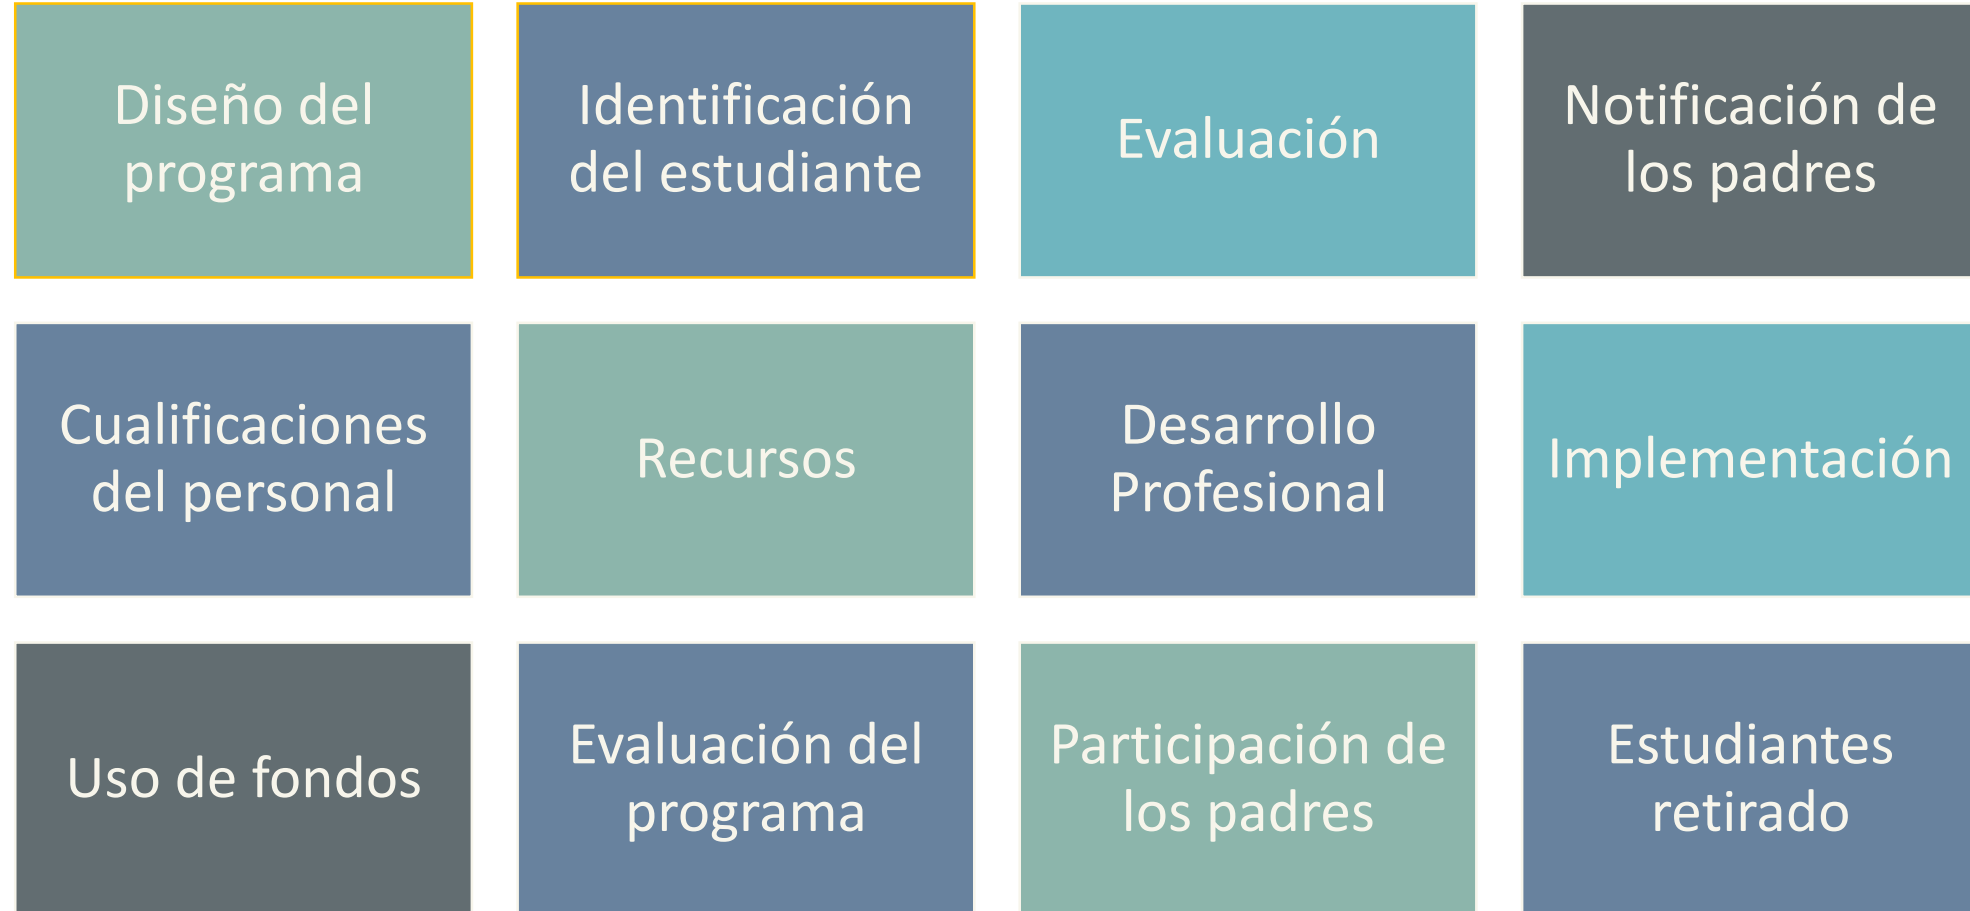 Diseño del
programa
Identificación
del estudiante
Evaluación
Notificación de
los padres
Cualificaciones
del personal
Recursos
Desarrollo
Profesional
Implementación
Uso de fondos
Evaluación del
programa
Participación de
los padres
Estudiantes
retirado